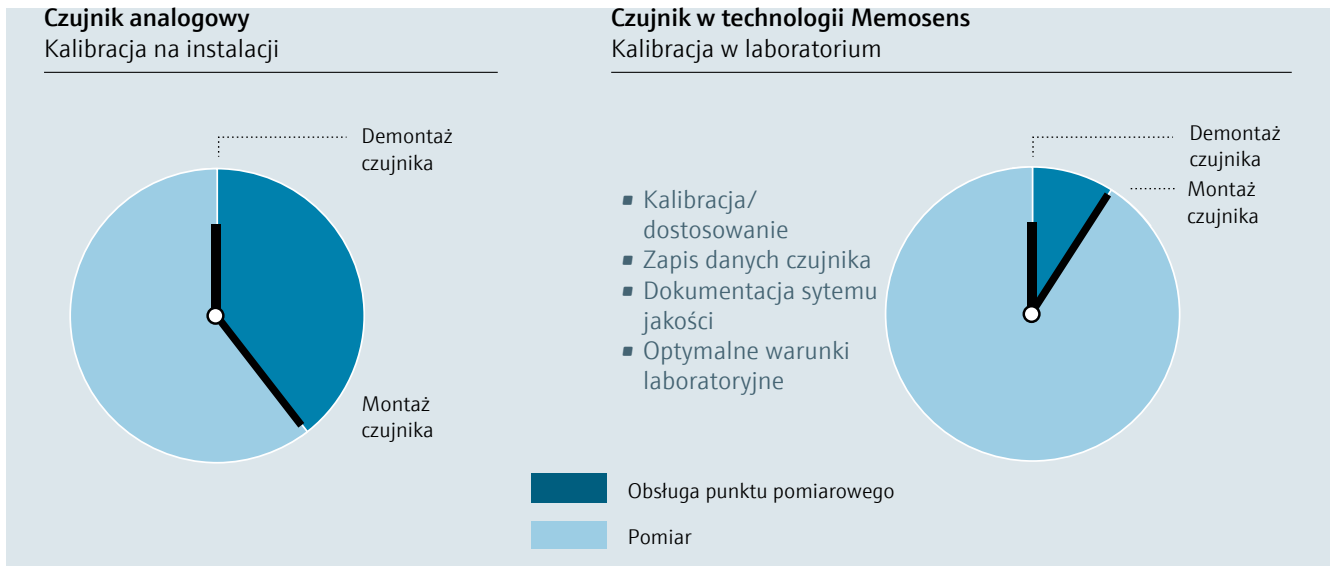 Czujnik analogowy
Kalibracja na instalacji
Demontaż
czujnika
Montaż
czujnika
Czujnik w technologii Memosens
Kalibracja w laboratorium
▪ Kalibracja/
dostosowanie
▪ Zapis danych czujnika
▪ Dokumentacja sytemu
jakości
▪ Optymalne warunki
laboratoryjne
Demontaż
czujnika
Montaż
czujnika
Obsługa punktu pomiarowego
Pomiar